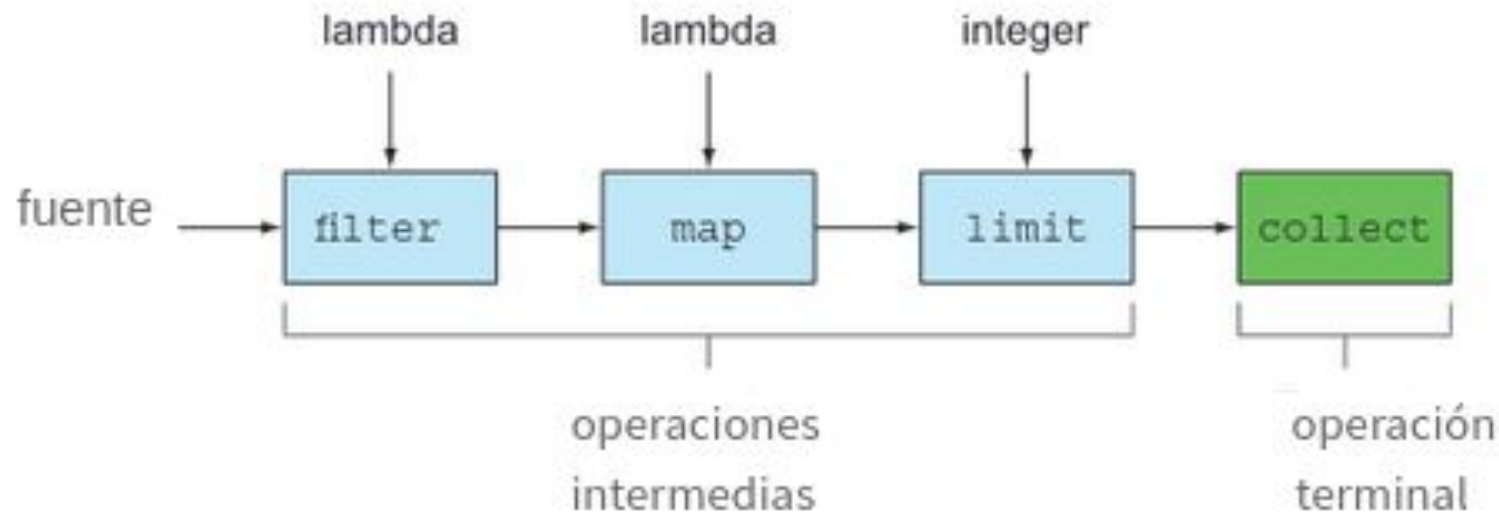 lambda
lambda
integer
fuente
filter
map
limit
collect
operaciones
intermedias
operación
terminal